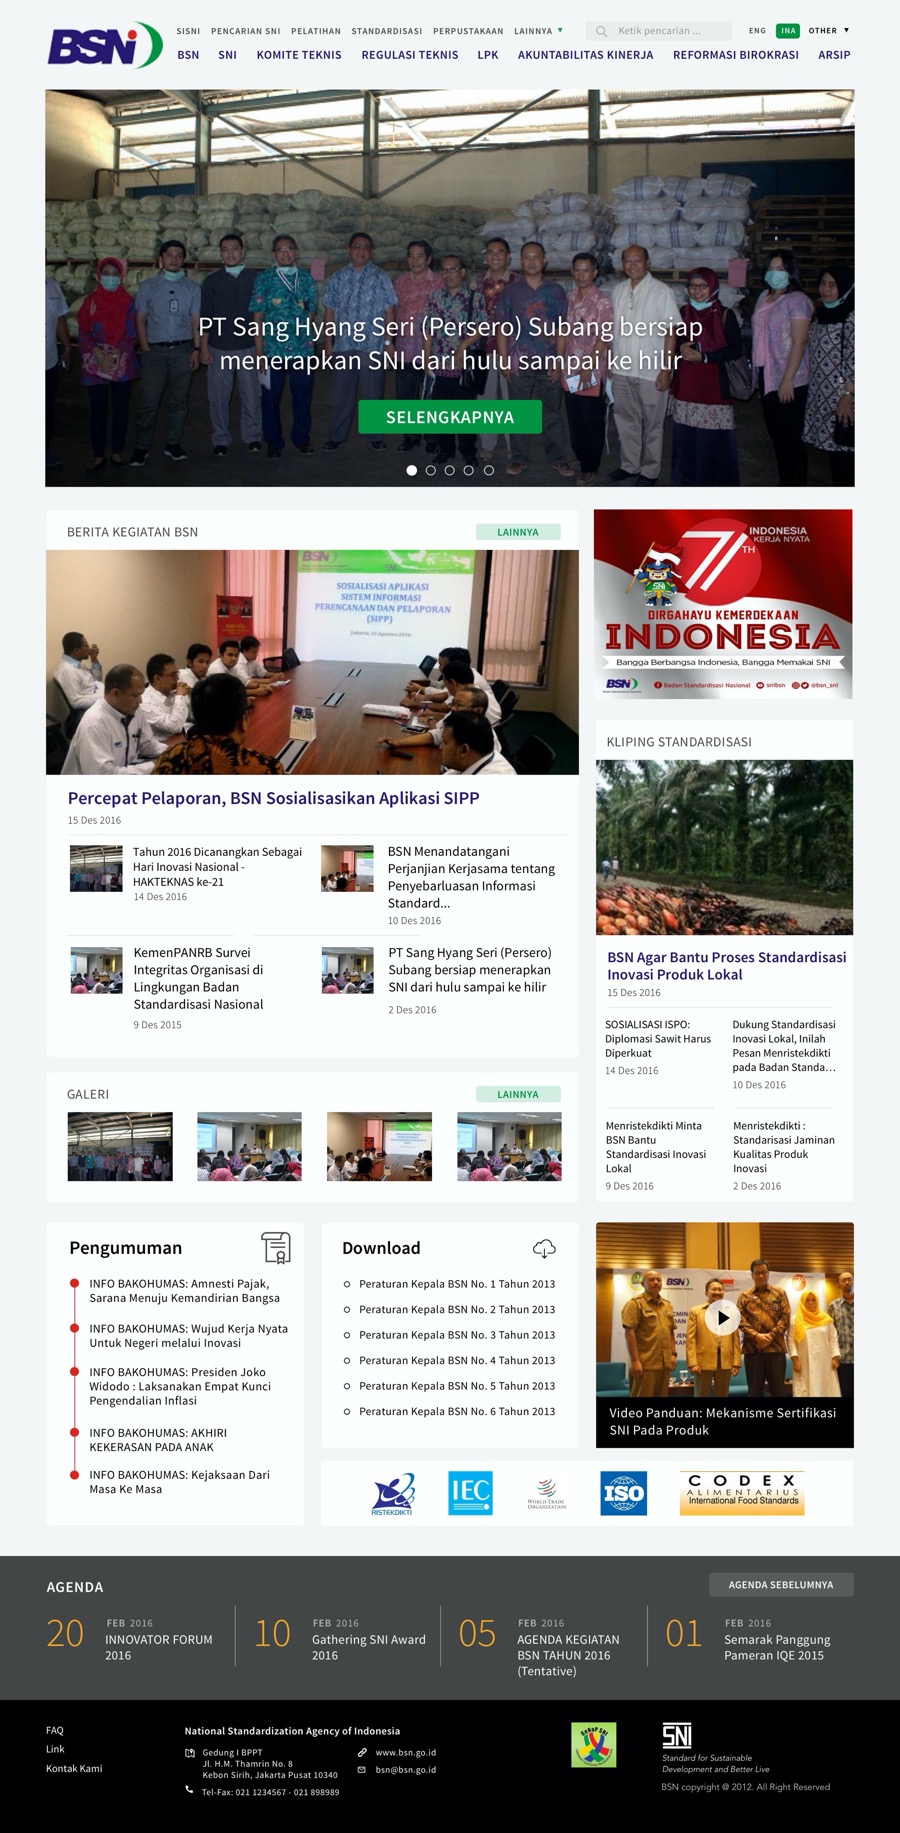 BSN
SISNI PENCARIAN SNI PELATIHAN STANDARDISASI PERPUSTAKAAN LAINNYA
Ketik pencarian ...
ENG INA OTHER
BSN SNI KOMITE TEKNIS REGULASI TEKNIS LPK AKUNTABILITAS KINERJA REFORMASI BIROKRASI ARSIP
PT Sang Hyang Seri (Persero) Subang bersiap
menerapkan SNI dari hulu sampai ke hilir
SELENGKAPNYA
BERITA KEGIATAN BSN
LAINNYA
BSN
SOSIALISASI APLIKASI
SISTEM INFORMASI
PERENCANAAN DAN PELAPORAN
(SIPP)
Percepat Pelaporan, BSN Sosialisasikan Aplikasi SIPP
15 Des 2016
Tahun 2016 Dicanangkan Sebagai
Hari Inovasi Nasional -
HAKTEKNAS ke-21
14 Des 2016
BSN Menandatangani
Perjanjian Kerjasama tentang
Penyebarluasan Informasi
Standard...
10 Des 2016
KemenPANRB Survei
Integritas Organisasi di
Lingkungan Badan
Standardisasi Nasional
9 Des 2015
PT Sang Hyang Seri (Persero)
Subang bersiap menerapkan
SNI dari hulu sampai ke hilir
2 Des 2016
71TH
INDONESIA
KERJA NYATA
SNI
DIRGAHAYU KEMERDEKAAN
INDONESIA
Bangga Berbangsa Indonesia, Bangga Memakai SNI
BSN
Badan Standardisasi Nasional
snibsn
@bsn_sni
KLIPING STANDARDISASI
BSN Agar Bantu Proses Standardisasi
Inovasi Produk Lokal
15 Des 2016
SOSIALISASI ISPO:
Diplomasi Sawit Harus
Diperkuat
14 Des 2016
Dukung Standardisasi
Inovasi Lokal, Inilah
Pesan Menristekdikti
pada Badan Standa...
10 Des 2016
Menristekdikti Minta
BSN Bantu
Standardisasi Inovasi
Lokal
9 Des 2016
Menristekdikti :
Standarisasi Jaminan
Kualitas Produk
Inovasi
2 Des 2016
GALERI
LAINNYA
Pengumuman
INFO BAKOHUMAS: Amnesti Pajak,
Sarana Menuju Kemandirian Bangsa
INFO BAKOHUMAS: Wujud Kerja Nyata
Untuk Negeri melalui Inovasi
INFO BAKOHUMAS: Presiden Joko
Widodo : Laksanakan Empat Kunci
Pengendalian Inflasi
INFO BAKOHUMAS: AKHIRI
KEKERASAN PADA ANAK
INFO BAKOHUMAS: Kejaksaan Dari
Masa Ke Masa
Download
Peraturan Kepala BSN No. 1 Tahun 2013
Peraturan Kepala BSN No. 2 Tahun 2013
Peraturan Kepala BSN No. 3 Tahun 2013
Peraturan Kepala BSN No. 4 Tahun 2013
Peraturan Kepala BSN No. 5 Tahun 2013
Peraturan Kepala BSN No. 6 Tahun 2013
BSN
Video Panduan: Mekanisme Sertifikasi
SNI Pada Produk
RISTEKDIKTI
IEC
WORLD TRADE
ORGANIZATION
ISO
CODEX
ALIMENTARIUS
International Food Standards
AGENDA
AGENDA SEBELUMNYA
20
FEB 2016
INNOVATOR FORUM
2016
10
FEB 2016
Gathering SNI Award
2016
05
FEB 2016
AGENDA KEGIATAN
BSN TAHUN 2016
(Tentative)
01
FEB 2016
Semarak Panggung
Pameran IQE 2015
FAQ
Link
Kontak Kami
National Standardization Agency of Indonesia
Gedung I BPPT
Jl. H.M. Thamrin No. 8
Kebon Sirih, Jakarta Pusat 10340
Tel-Fax: 021 1234567 - 021 898989
www.bsn.go.id
bsn@bsn.go.id
SNI
Standard for Sustainable
Development and Better Live
BSN copyright @ 2012. All Right Reserved